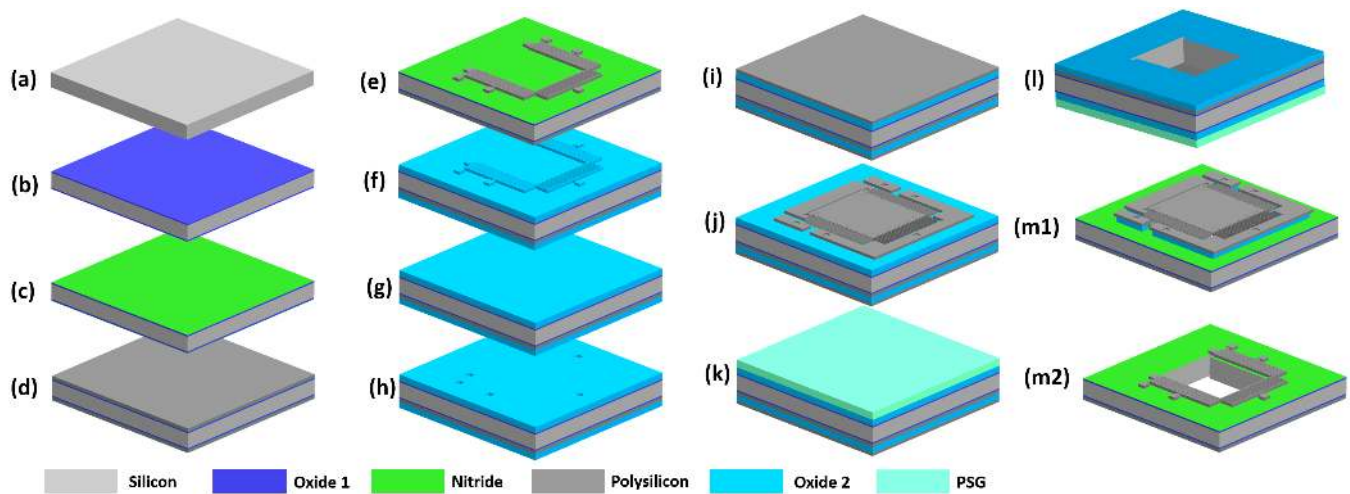 (a)
(b)
(c)
(d)
(e)
(f)
(g)
(h)
(i)
(j)
(k)
(l)
(m1)
(m2)
Silicon Oxide 1 Nitride Polysilicon Oxide 2 PSG